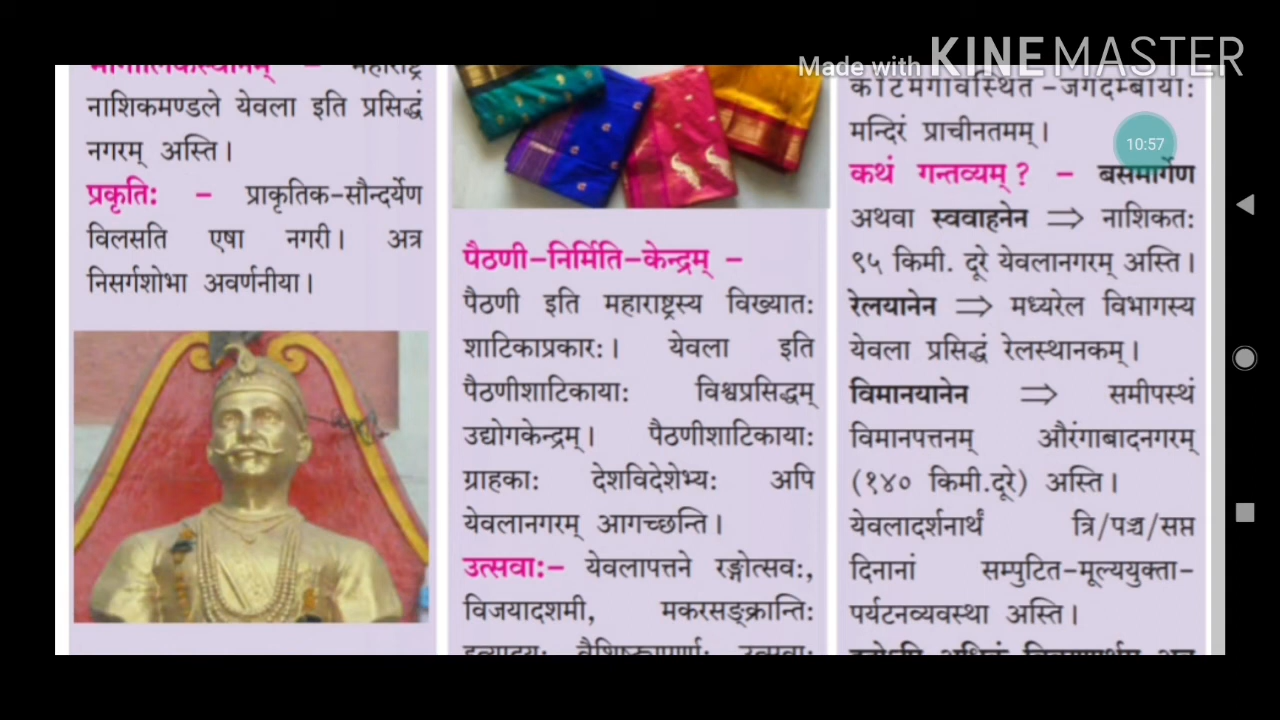 Made with KINEMASTER
10:57
महाराष्ट्र
नाशिकमण्डले येवला इति प्रसिद्धं
नगरम् अस्ति।
प्रकृतिः – प्राकृतिक-सौन्दर्येण
विलसति एषा नगरी। अत्र
निसर्गशोभा अवर्णनीया।
पैठणी-निर्मिति-केन्द्रम् –
पैठणी इति महाराष्ट्रस्य विख्यातः
शाटिकाप्रकारः। येवला इति
पैठणीशाटिकायाः विश्वप्रसिद्धम्
उद्योगकेन्द्रम्। पैठणीशाटिकायाः
ग्राहकाः देशविदेशेभ्यः अपि
येवलानगरम् आगच्छन्ति।
उत्सवाः– येवलापत्तने रङ्गोत्सवः,
विजयादशमी, मकरसङ्क्रान्तिः
मन्दिरं प्राचीनतमम्।
कथं गन्तव्यम् ? – बसमार्गेण
अथवा स्ववाहनेन ⇒ नाशिकतः
९५ किमी. दूरे येवलानगरम् अस्ति।
रेलयानेन ⇒ मध्यरेल विभागस्य
येवला प्रसिद्धं रेलस्थानकम्।
विमानयानेन ⇒ समीपस्थं
विमानपत्तनम् औरंगाबादनगरम्
(१४० किमी.दूरे) अस्ति।
येवलादर्शनार्थं त्रि/पञ्च/सप्त
दिनानां सम्पुटित-मूल्ययुक्ता-
पर्यटनव्यवस्था अस्ति।